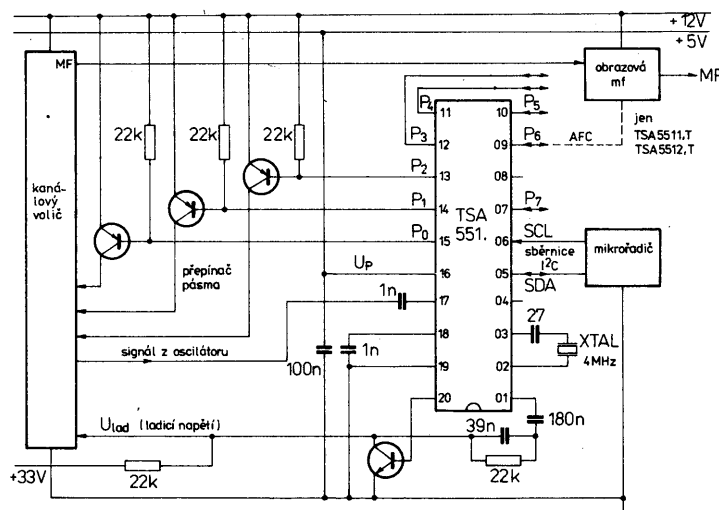 +12V
+5V
MF
obrazová
mf
MF
P4
11
10
P5
jen
TSA5511,T
TSA5512,T
P3
12
09
P6
AFC
22k
22k
22k
P2
13
08
kaná-
lový
volič
P1
14
TSA
551.
07
P7
P0
15
06
SCL
sběrnice
I²C
mikrořadič
přepínač
pásma
UP
16
05
SDA
1n
17
04
27
signál z oscilátoru
18
03
XTAL
4MHz
100n
1n
19
02
20
01
Ulad (ladicí napětí)
39n
180n
+33V
22k
22k